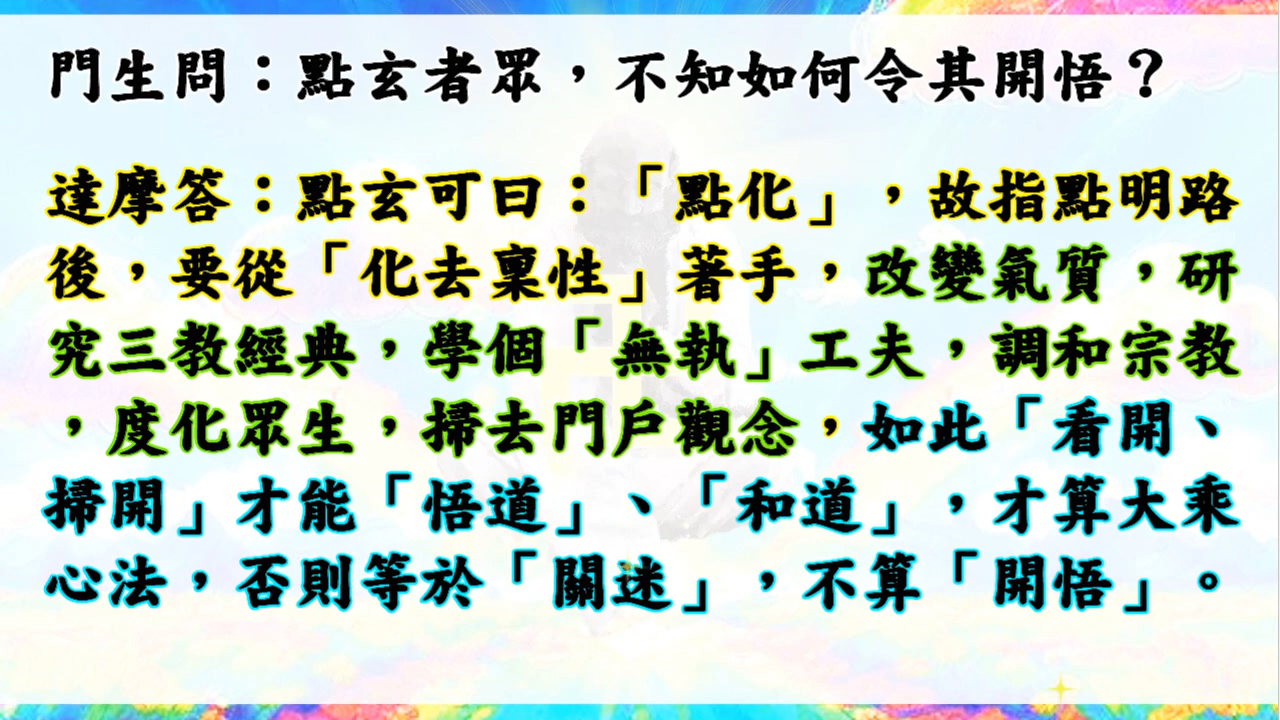 門生問：點玄者眾，不知如何令其開悟？
達摩答：點玄可曰：「點化」，故指點明路
後，要從「化去稟性」著手，改變氣質，研
究三教經典，學個「無執」工夫，調和宗教
，度化眾生，掃去門戶觀念，如此「看開、
掃開」才能「悟道」、「和道」，才算大乘
心法，否則等於「關迷」，不算「開悟」。